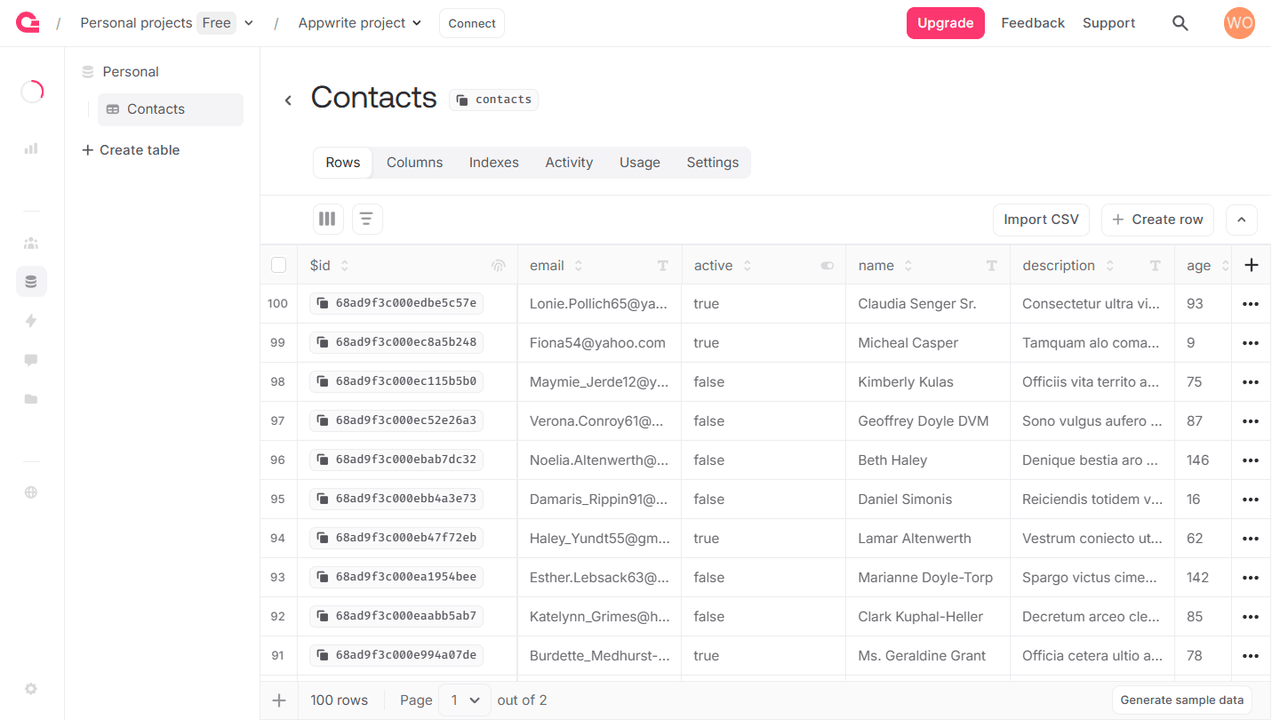 / Personal projects Free / Appwrite project Connect Upgrade Feedback Support WO
Personal
Contacts
Create table
Contacts contacts
Rows Columns Indexes Activity Usage Settings
Import CSV Create row
$id email active name description age
100 68ad9f3c000edbe5c57e Lonie.Pollich65@ya... true Claudia Senger Sr. Consectetur ultra vi... 93
99 68ad9f3c000ec8a5b248 Fiona54@yahoo.com true Micheal Casper Tamquam alo coma... 9
98 68ad9f3c000ec115b5b0 Maymie_Jerde12@y... false Kimberly Kulas Officiis vita territo a... 75
97 68ad9f3c000ec52e26a3 Verona.Conroy61@... false Geoffrey Doyle DVM Sono vulgus aufero ... 87
96 68ad9f3c000ebab7dc32 Noelia.Altenwerth@... false Beth Haley Denique bestia aro ... 146
95 68ad9f3c000ebb4a3e73 Damaris_Rippin91@... false Daniel Simonis Reiciendis totidem v... 16
94 68ad9f3c000eb47f72eb Haley_Yundt55@gm... true Lamar Altenwerth Vestrum coniecto ut... 62
93 68ad9f3c000ea1954bee Esther.Lebsack63@... false Marianne Doyle-Torp Spargo victus cime... 142
92 68ad9f3c000eaabb5ab7 Katelynn_Grimes@h... false Clark Kuphal-Heller Decretum arceo cle... 85
91 68ad9f3c000e994a07de Burdette_Medhurst-... true Ms. Geraldine Grant Officia cetera ultio a... 78
100 rows Page 1 out of 2 Generate sample data